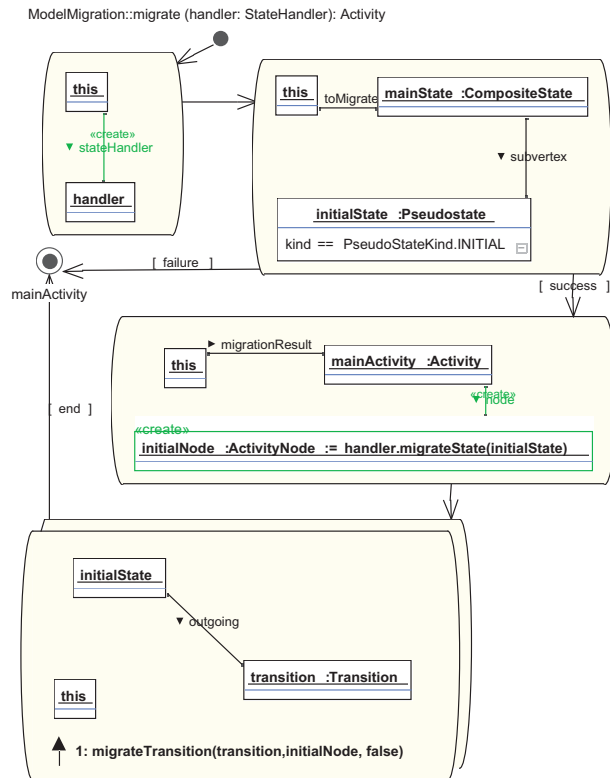 ModelMigration::migrate (handler: StateHandler): Activity
this
«create»
▼ stateHandler
handler
this
toMigrate
mainState :CompositeState
▼ subvertex
initialState :Pseudostate
kind == PseudoStateKind.INITIAL
[ failure ]
mainActivity
[ success ]
this
► migrationResult
mainActivity :Activity
«create»
▼ node
[ end ]
«create»
initialNode :ActivityNode := handler.migrateState(initialState)
initialState
▼ outgoing
transition :Transition
this
1: migrateTransition(transition,initialNode, false)